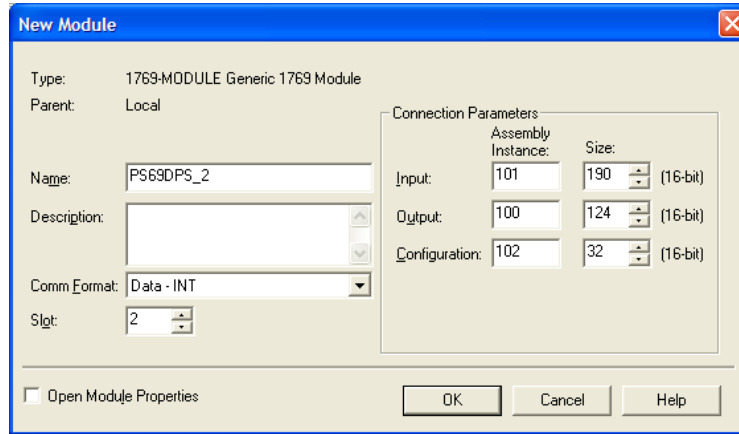 New Module
Type: 1769-MODULE Generic 1769 Module
Parent: Local
Connection Parameters
Assembly Instance: Size:
Name: PS69DPS_2
Input: 101 190 (16-bit)
Description:
Output: 100 124 (16-bit)
Configuration: 102 32 (16-bit)
Comm Format: Data - INT
Slot: 2
Open Module Properties
OK Cancel Help